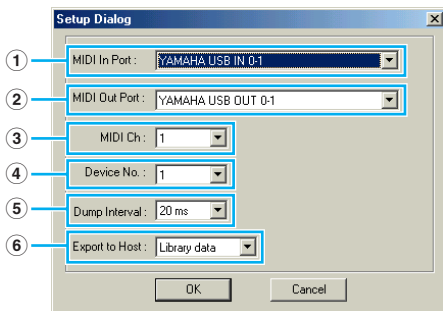 Setup Dialog
① MIDI In Port : YAMAHA USB IN 0-1
② MIDI Out Port : YAMAHA USB OUT 0-1
③ MIDI Ch : 1
④ Device No. : 1
⑤ Dump Interval : 20 ms
⑥ Export to Host : Library data
OK Cancel